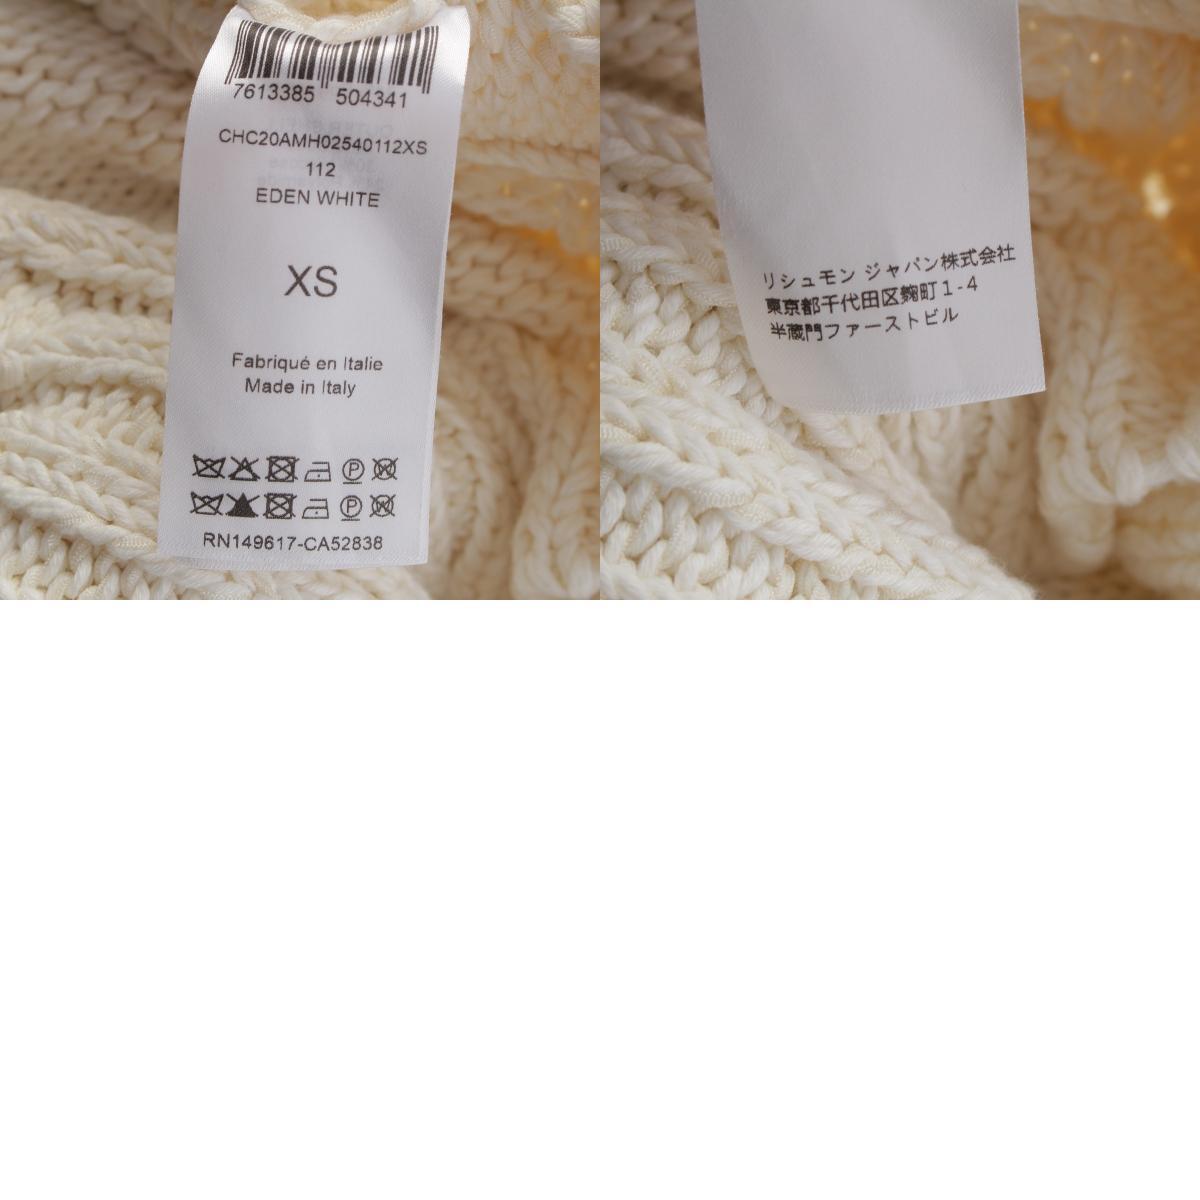 7613385 504341
CHC20AMH02540112XS
112
EDEN WHITE
XS
Fabriqué en Italie
Made in Italy
RN149617-CA52838
リシュモン ジャパン株式会社
東京都千代田区麹町1-4
半蔵門ファーストビル